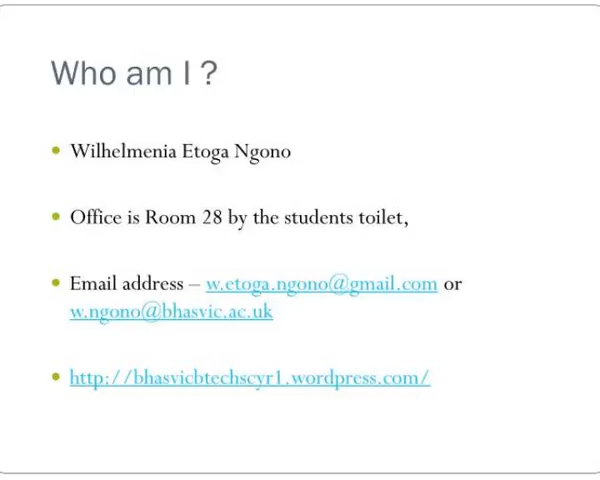 Who am I ?
Wilhelmenia Etoga Ngono
Office is Room 28 by the students toilet,
Email address – w.etoga.ngono@gmail.com or
w.ngono@bhasvic.ac.uk
http://bhasvicbtechscyr1.wordpress.com/